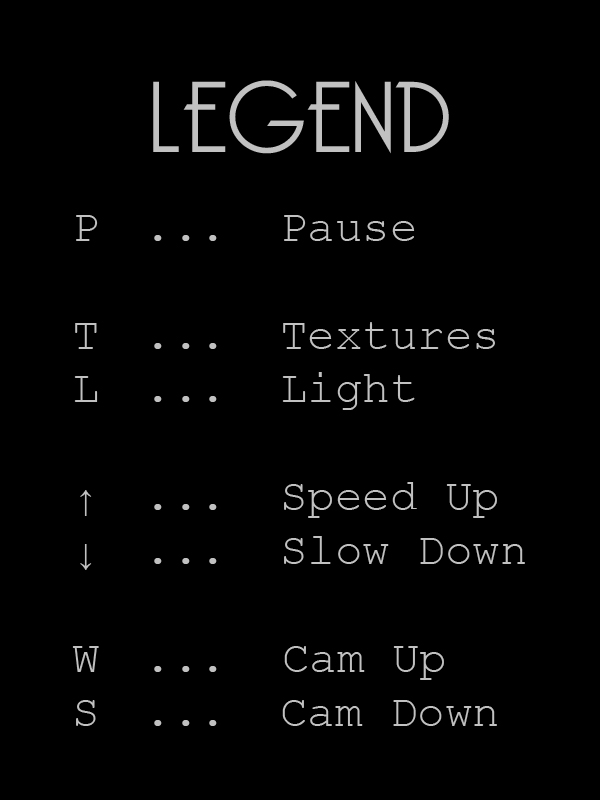 LEGEND
P ... Pause
T ... Textures
L ... Light
↑ ... Speed Up
↓ ... Slow Down
W ... Cam Up
S ... Cam Down